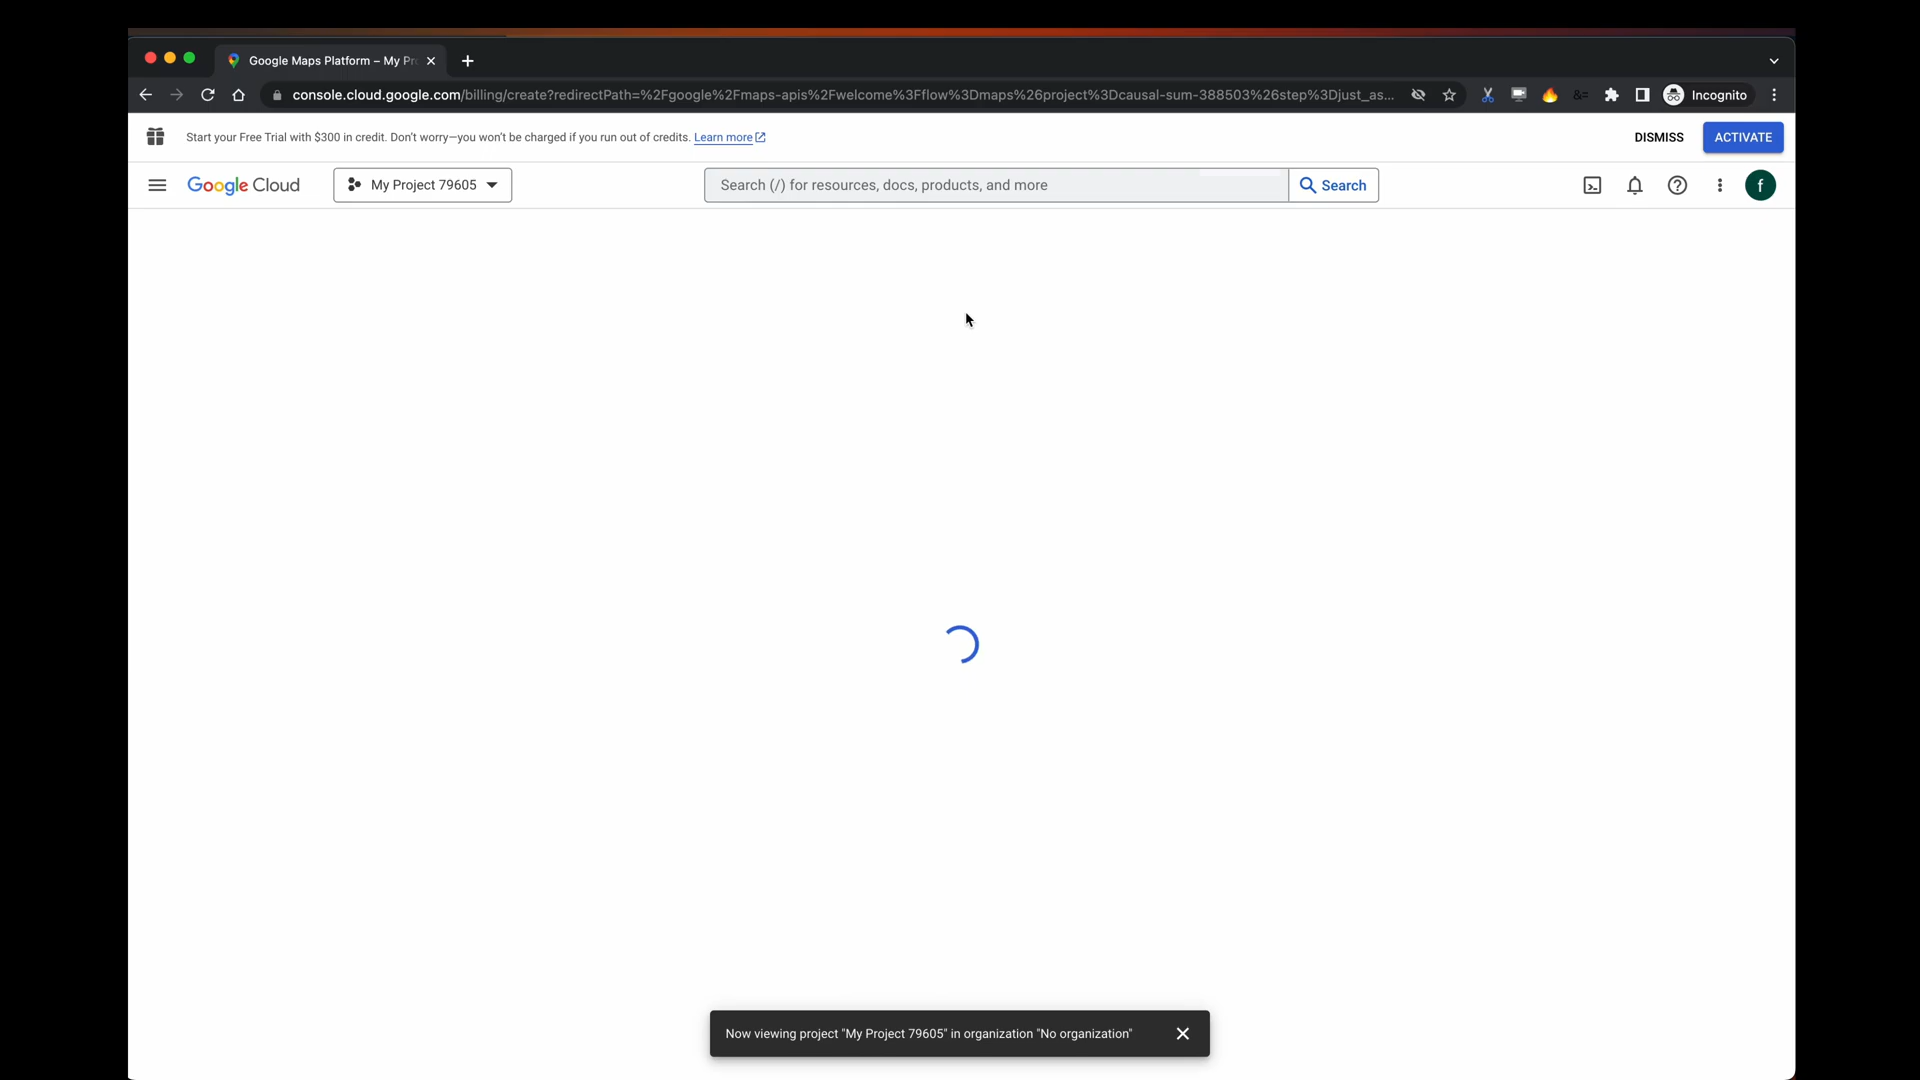 Google Maps Platform – My Pr
console.cloud.google.com/billing/create?redirectPath=%2Fgoogle%2Fmaps-apis%2Fwelcome%3Fflow%3Dmaps%26project%3Dcausal-sum-388503%26step%3Djust_as...
Incognito
Start your Free Trial with $300 in credit. Don’t worry—you won’t be charged if you run out of credits. Learn more
DISMISS
ACTIVATE
Google Cloud
My Project 79605
Search (/) for resources, docs, products, and more
Search
f
Now viewing project "My Project 79605" in organization "No organization"